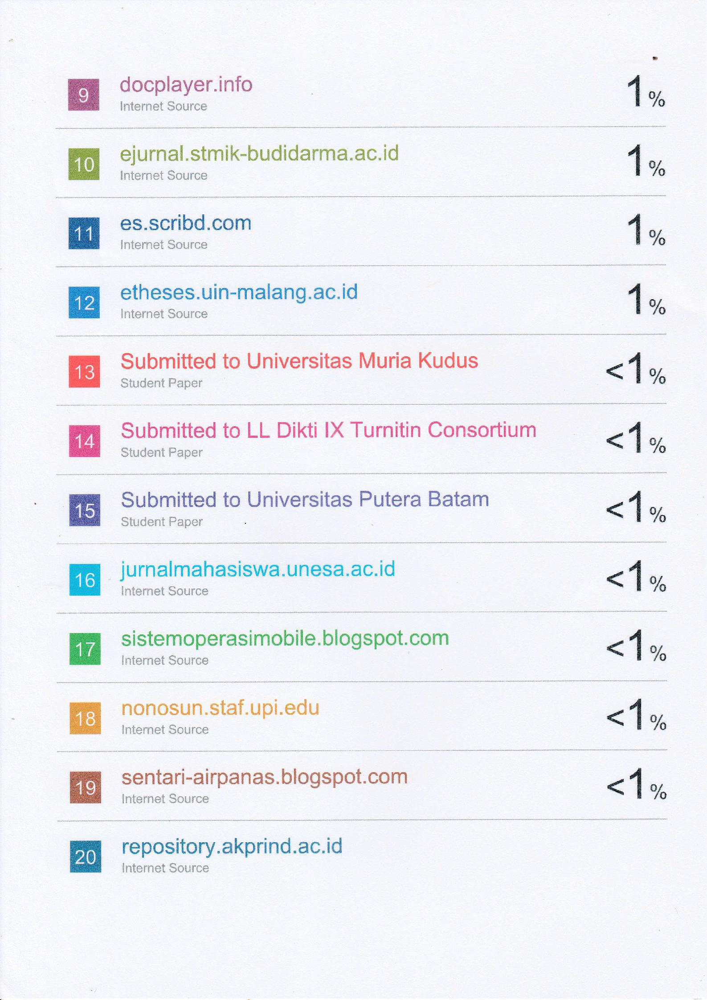 9 docplayer.info 1%
Internet Source
10 ejurnal.stmik-budidarma.ac.id 1%
Internet Source
11 es.scribd.com 1%
Internet Source
12 etheses.uin-malang.ac.id 1%
Internet Source
13 Submitted to Universitas Muria Kudus <1%
Student Paper
14 Submitted to LL Dikti IX Turnitin Consortium <1%
Student Paper
15 Submitted to Universitas Putera Batam <1%
Student Paper
16 jurnalmahasiswa.unesa.ac.id <1%
Internet Source
17 sistemoperasimobile.blogspot.com <1%
Internet Source
18 nonosun.staf.upi.edu <1%
Internet Source
19 sentari-airpanas.blogspot.com <1%
Internet Source
20 repository.akprind.ac.id
Internet Source